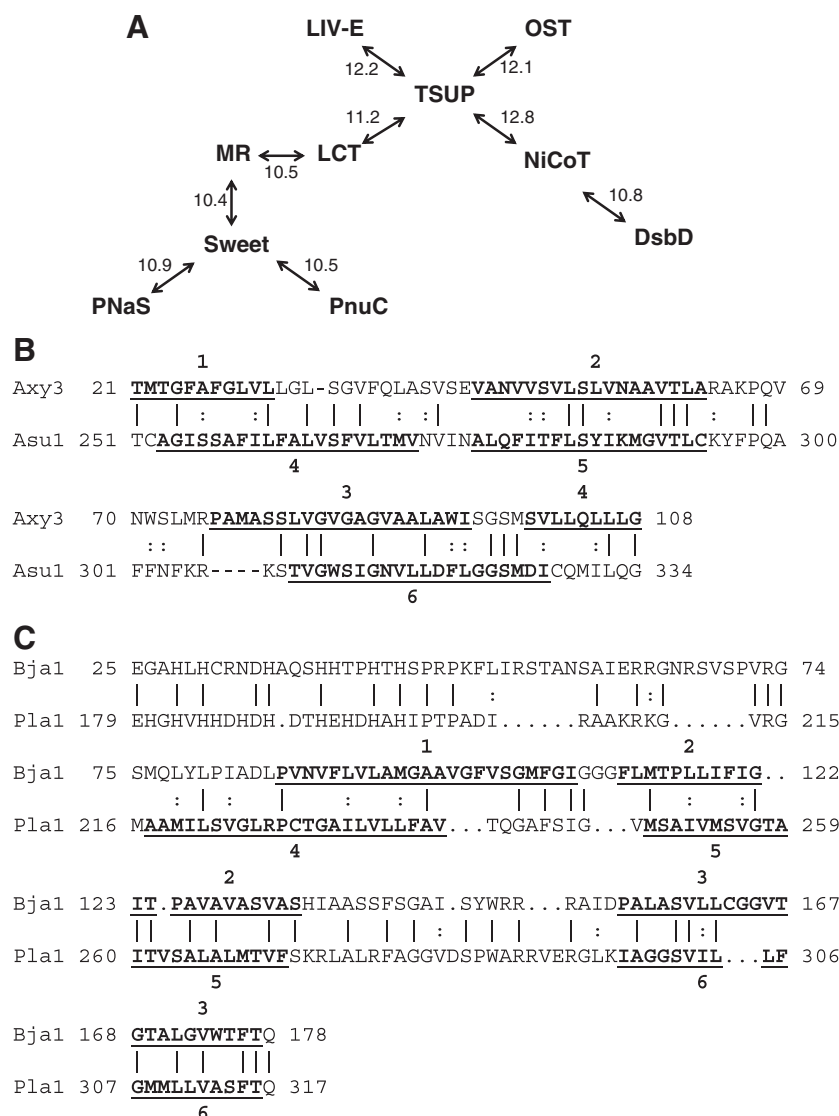 A
LIV-E OST
12.2 12.1
TSUP
11.2 12.8
MR LCT NiCoT
10.5
10.4 10.8
Sweet DsbD
10.9 10.5
PNaS PnuC
B
1 2
Axy3 21 TMTGFAFGLVLLGL-SGVFQLASVSEVANVVSVLSLVNAAVTLARAKPQV 69
| | : :| | | | : :| :: || : ||| : ||
Asu1 251 TCAGISSAFILFALVSFVLTMVNVINALQFITFLSYIKMGVTLCKYFPQA 300
4 5
3 4
Axy3 70 NWSLMRPAMASSLVGVGAGVAALAWISGSMSVLLQLLLG 108
:: | | || | | :: ||| : :| |
Asu1 301 FFNFKR----KSTVGWSIGNVLLDFLGGSMDICQMILQG 334
6
C
Bja1 25 EGAHLHCRNDHAQSHHTPHTHSPRPKFLIRSTANSAIERRGNRSVSPVRG 74
| | | || | | | | | : | |:| |||
Pla1 179 EHGHVHHDHDH.DTHEHDHAHIPTPADI......RAAKRKG......VRG 215
1 2
Bja1 75 SMQLYLPIADLPVNVFLVLAMGAAVGFVSGMFGIGGGFLMTPLLIFIG.. 122
: | : | : : | | | || | : :|
Pla1 216 MAAMILSVGLRPCTGAILVLLFAV...TQGAFSIG...VMSAIVMSVGTA 259
4 5
2 3
Bja1 123 IT.PAVAVASVASHIAASSFSGAI.SYWRR...RAIDPALASVLLCGGVT 167
|| | | | | | | | : | | | | : | ||:|
Pla1 260 ITVSALALMTVFSKRLALRFAGGVDSPWARRVERGLKIAGGSVIL...LF 306
5 6
3
Bja1 168 GTALGVWTFTQ 178
| | | |||
Pla1 307 GMMLLVASFTQ 317
6